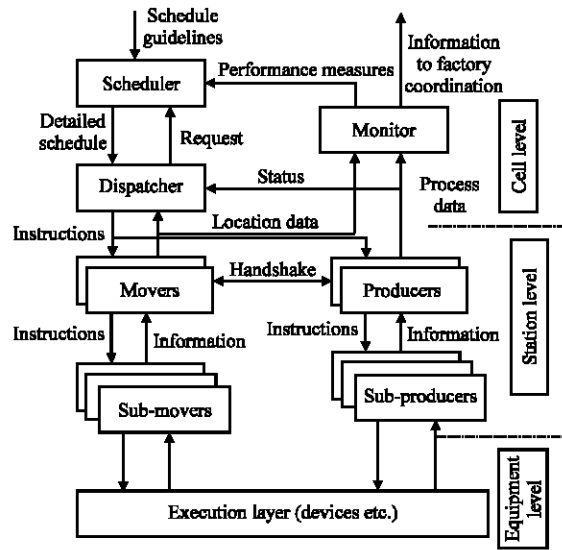 Schedule
guidelines
Information
to factory
coordination
Scheduler
Performance measures
Monitor
Detailed
schedule
Request
Cell level
Dispatcher
Status
Process
data
Instructions
Location data
Movers
Handshake
Producers
Station level
Instructions
Information
Instructions
Information
Sub-movers
Sub-producers
Execution layer (devices etc.)
Equipment
level